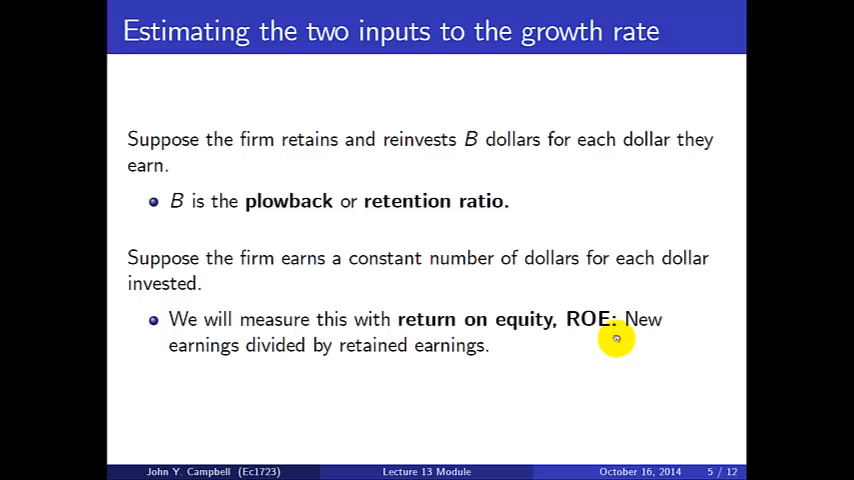 Estimating the two inputs to the growth rate
Suppose the firm retains and reinvests B dollars for each dollar they
earn.
B is the plowback or retention ratio.
Suppose the firm earns a constant number of dollars for each dollar
invested.
We will measure this with return on equity, ROE: New
earnings divided by retained earnings.
John Y. Campbell (Ec1723) Lecture 13 Module October 16, 2014 5 / 12